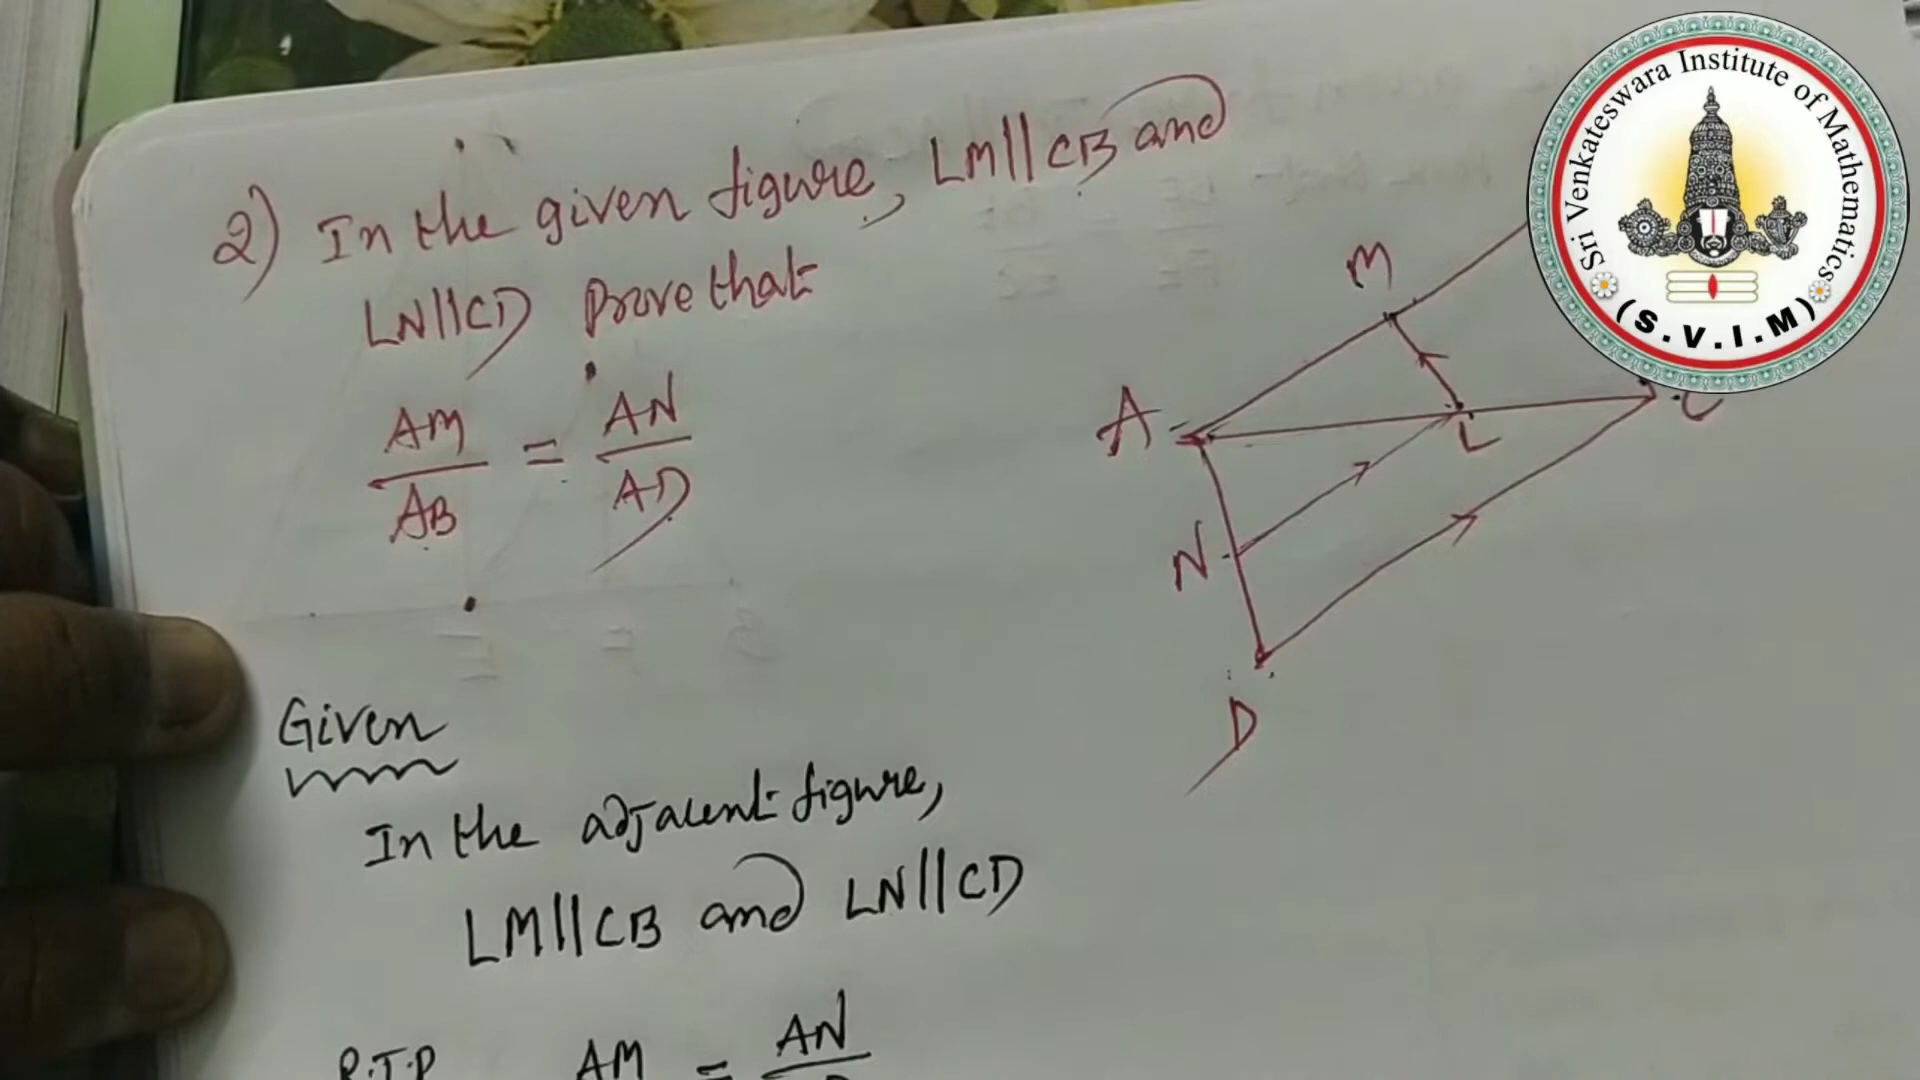 2) In the given figure, LM||CB and
LN||CD Prove that
AM/AB = AN/AD
M
A
L
C
N
D
Given
In the adjacent figure,
LM||CB and LN||CD
R.T.P AM = AN
Sri Venkateswara Institute of Mathematics
(S.V.I.M)